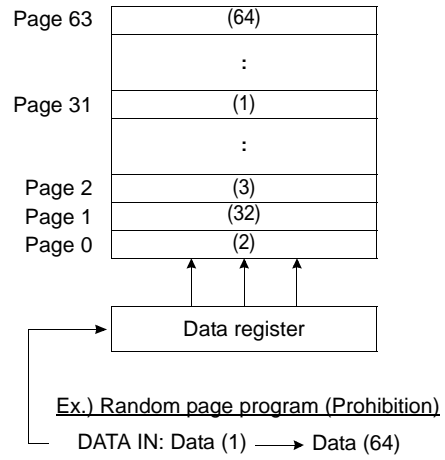 Page 63 (64)
:
Page 31 (1)
:
Page 2 (3)
Page 1 (32)
Page 0 (2)
Data register
Ex.) Random page program (Prohibition)
DATA IN: Data (1) Data (64)